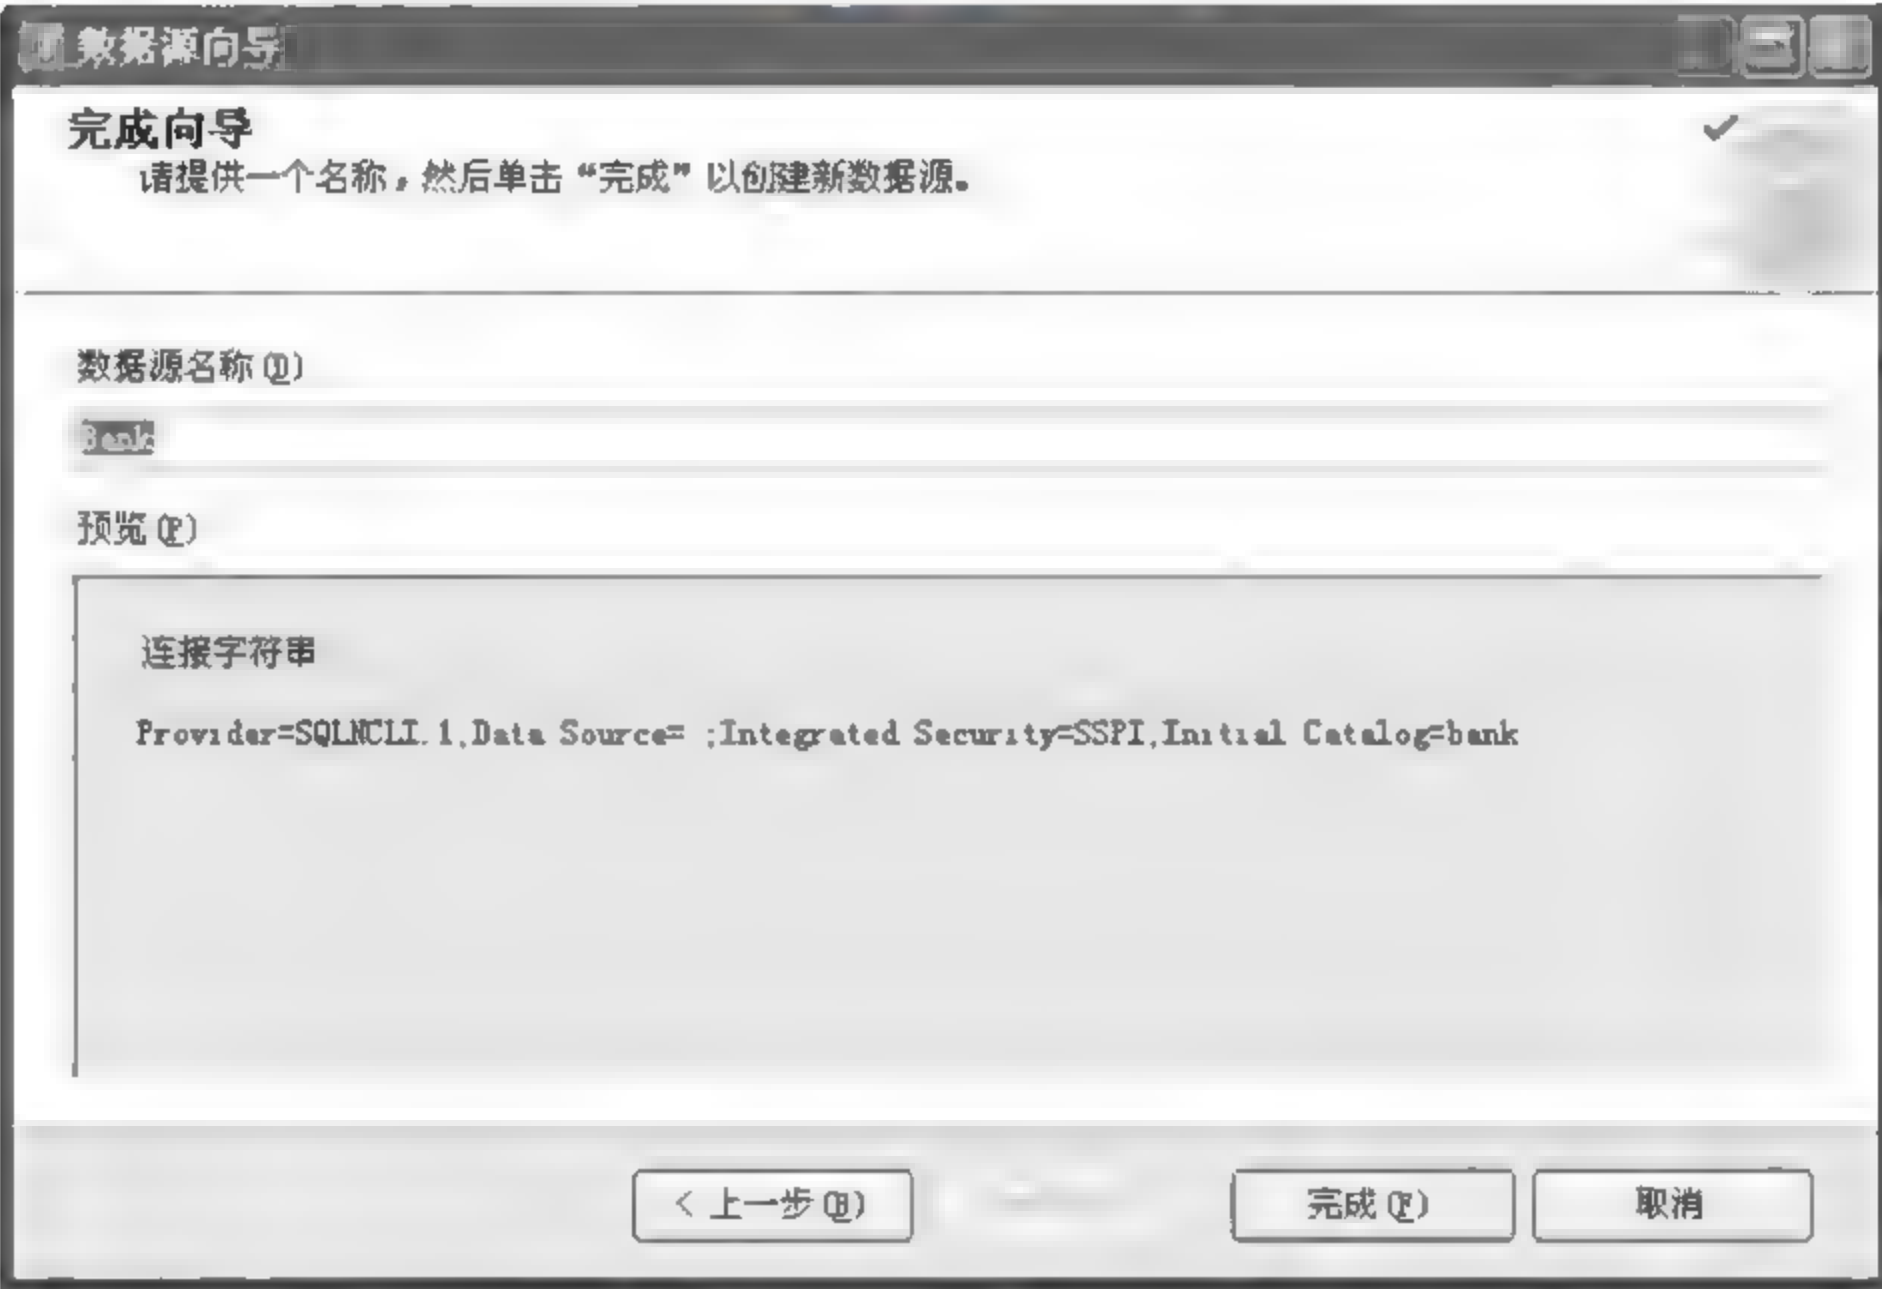 数据源向导
完成向导
请提供一个名称，然后单击“完成”以创建新数据源。
数据源名称(D)
Bank
预览(P)
连接字符串
Provider=SQLNCLI.1,Data Source= ;Integrated Security=SSPI,Initial Catalog=bank
< 上一步(B)
完成(F)
取消